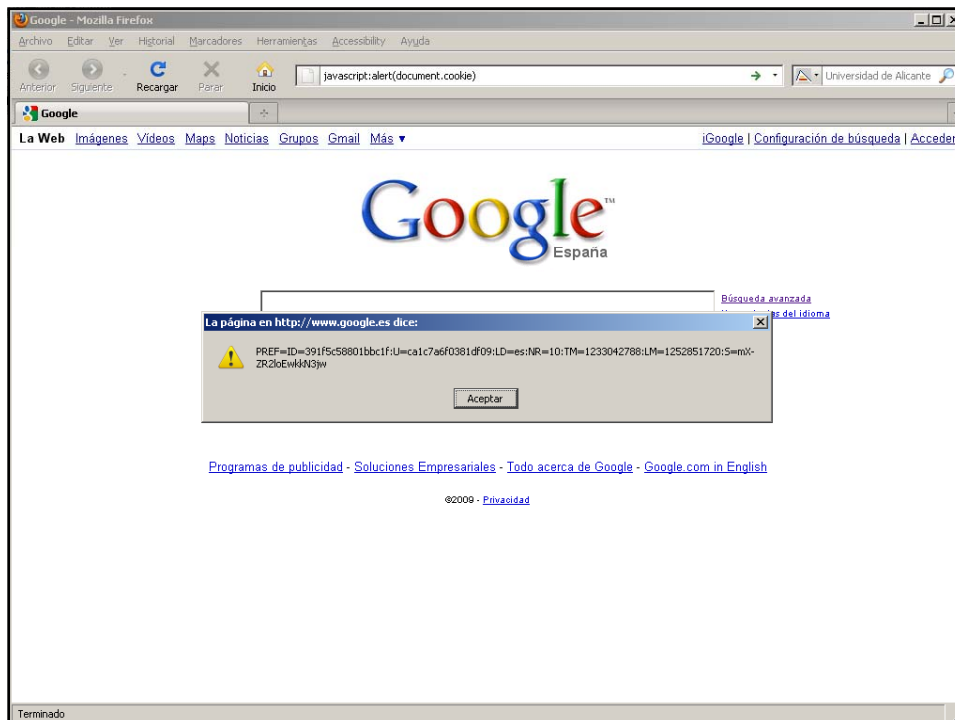 Google - Mozilla Firefox
Archivo Editar Ver Historial Marcadores Herramientas Accessibility Ayuda
Anterior Siguiente Recargar Parar Inicio
javascript:alert(document.cookie)
Universidad de Alicante
Google
La Web Imágenes Vídeos Maps Noticias Grupos Gmail Más ▼
iGoogle | Configuración de búsqueda | Acceder
Google™
España
Búsqueda avanzada
del idioma
La página en http://www.google.es dice:
PREF=ID=391f5c58801bbc1f:U=ca1c7a6f0381df09:LD=es:NR=10:TM=1233042788:LM=1252851720:S=mX-
ZR2loEwkkN3jw
Aceptar
Programas de publicidad - Soluciones Empresariales - Todo acerca de Google - Google.com in English
©2009 - Privacidad
Terminado